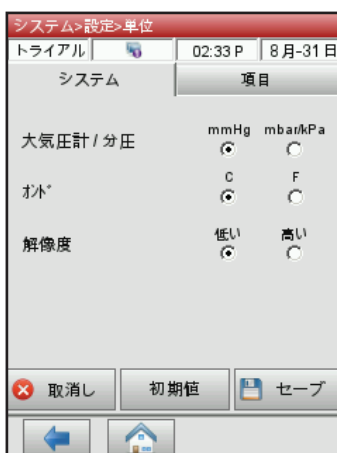 システム>設定>単位
トライアル 02:33 P 8月-31日
システム 項目
大気圧計 / 分圧 mmHg mbar/kPa
オンド C F
解像度 低い 高い
取消し 初期値 セーブ